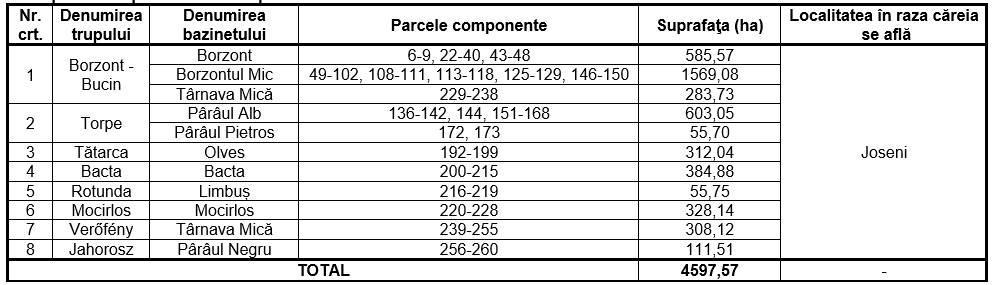 Nr. crt. Denumirea trupului Denumirea bazinetului Parcele componente Suprafaţa (ha) Localitatea în raza căreia se află
1 Borzont - Bucin Borzont 6-9, 22-40, 43-48 585,57 Joseni
Borzontul Mic 49-102, 108-111, 113-118, 125-129, 146-150 1569,08
Târnava Mică 229-238 283,73
2 Torpe Pârâul Alb 136-142, 144, 151-168 603,05
Pârâul Pietros 172, 173 55,70
3 Tătarca Olves 192-199 312,04
4 Bacta Bacta 200-215 384,88
5 Rotunda Limbuș 216-219 55,75
6 Mocirlos Mocirlos 220-228 328,14
7 Verőfény Târnava Mică 239-255 308,12
8 Jahorosz Pârâul Negru 256-260 111,51
TOTAL 4597,57 -